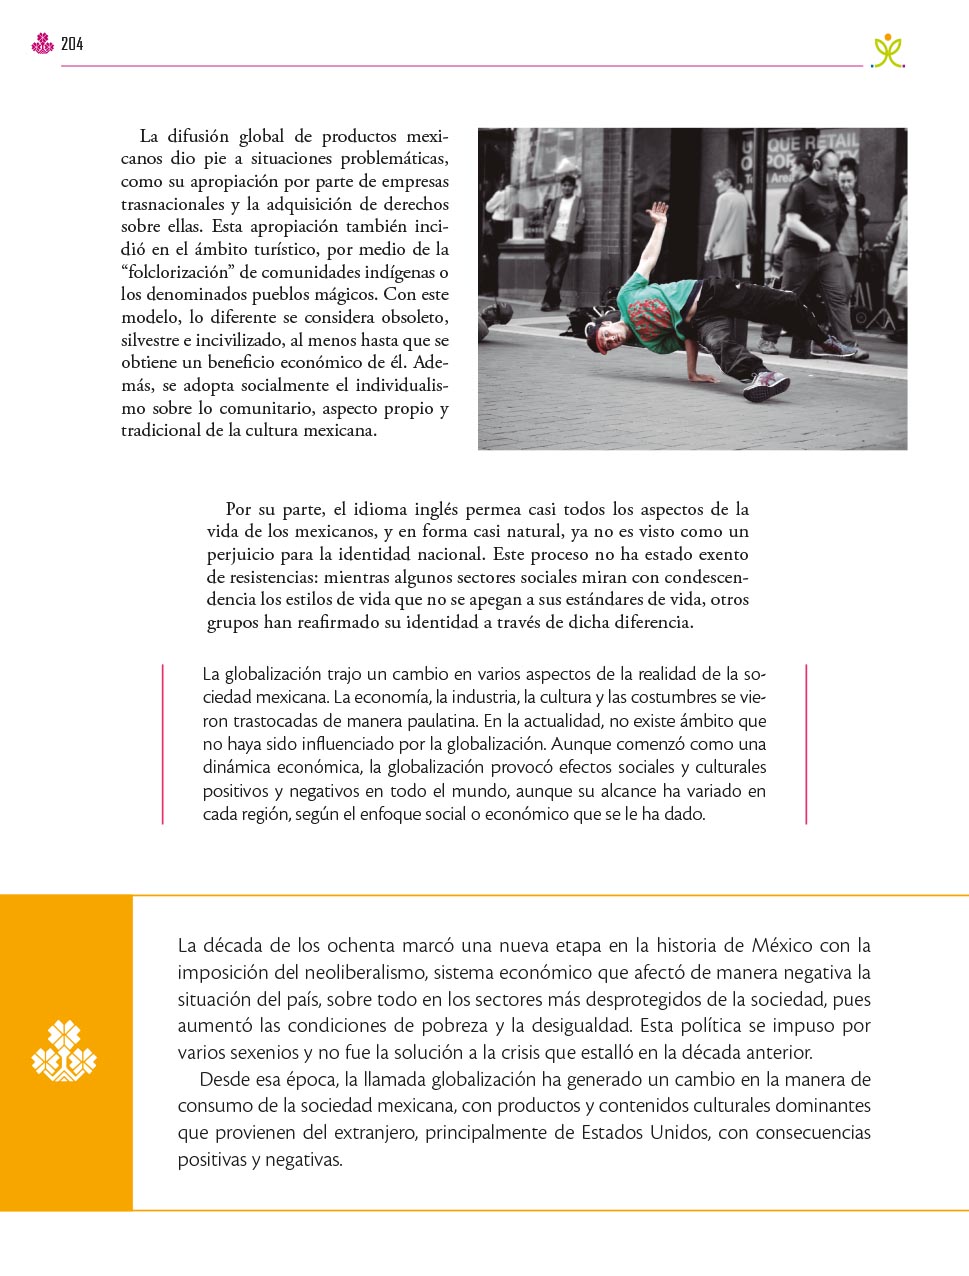 204
La difusión global de productos mexi-
canos dio pie a situaciones problemáticas,
como su apropiación por parte de empresas
trasnacionales y la adquisición de derechos
sobre ellas. Esta apropiación también inci-
dió en el ámbito turístico, por medio de la
“folclorización” de comunidades indígenas o
los denominados pueblos mágicos. Con este
modelo, lo diferente se considera obsoleto,
silvestre e incivilizado, al menos hasta que se
obtiene un beneficio económico de él. Ade-
más, se adopta socialmente el individualis-
mo sobre lo comunitario, aspecto propio y
tradicional de la cultura mexicana.
QUE RETAIL
Por su parte, el idioma inglés permea casi todos los aspectos de la
vida de los mexicanos, y en forma casi natural, ya no es visto como un
perjuicio para la identidad nacional. Este proceso no ha estado exento
de resistencias: mientras algunos sectores sociales miran con condescen-
dencia los estilos de vida que no se apegan a sus estándares de vida, otros
grupos han reafirmado su identidad a través de dicha diferencia.
La globalización trajo un cambio en varios aspectos de la realidad de la so-
ciedad mexicana. La economía, la industria, la cultura y las costumbres se vie-
ron trastocadas de manera paulatina. En la actualidad, no existe ámbito que
no haya sido influenciado por la globalización. Aunque comenzó como una
dinámica económica, la globalización provocó efectos sociales y culturales
positivos y negativos en todo el mundo, aunque su alcance ha variado en
cada región, según el enfoque social o económico que se le ha dado.
La década de los ochenta marcó una nueva etapa en la historia de México con la
imposición del neoliberalismo, sistema económico que afectó de manera negativa la
situación del país, sobre todo en los sectores más desprotegidos de la sociedad, pues
aumentó las condiciones de pobreza y la desigualdad. Esta política se impuso por
varios sexenios y no fue la solución a la crisis que estalló en la década anterior.
Desde esa época, la llamada globalización ha generado un cambio en la manera de
consumo de la sociedad mexicana, con productos y contenidos culturales dominantes
que provienen del extranjero, principalmente de Estados Unidos, con consecuencias
positivas y negativas.